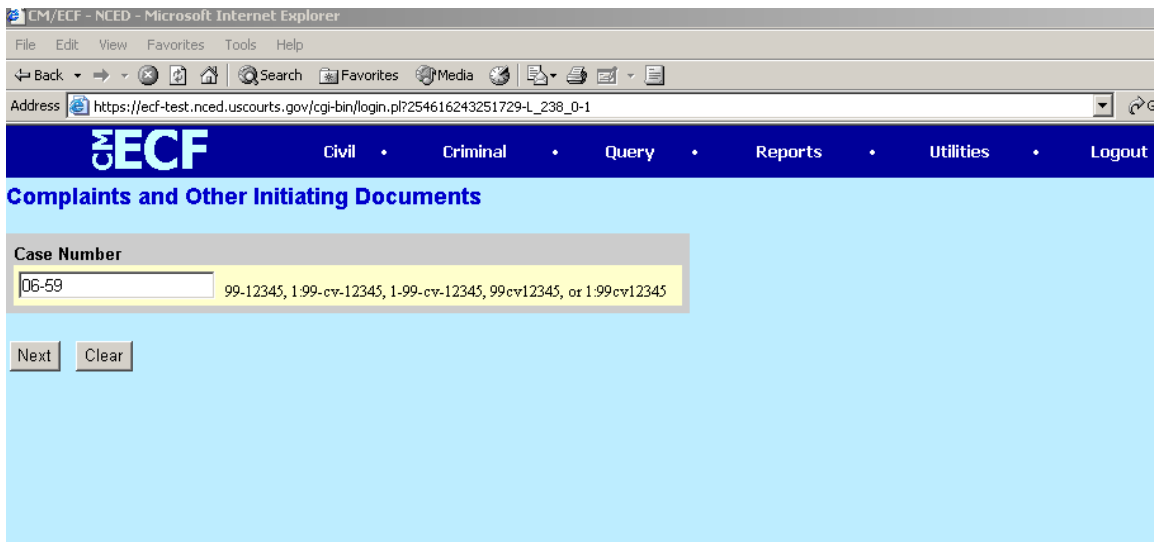 CM/ECF - NCED - Microsoft Internet Explorer
File Edit View Favorites Tools Help
Back Search Favorites Media
Address https://ecf-test.nced.uscourts.gov/cgi-bin/login.pl?254616243251729-L_238_0-1 G
CM ECF Civil • Criminal • Query • Reports • Utilities • Logout
Complaints and Other Initiating Documents
Case Number
06-59 99-12345, 1:99-cv-12345, 1-99-cv-12345, 99cv12345, or 1:99cv12345
Next Clear